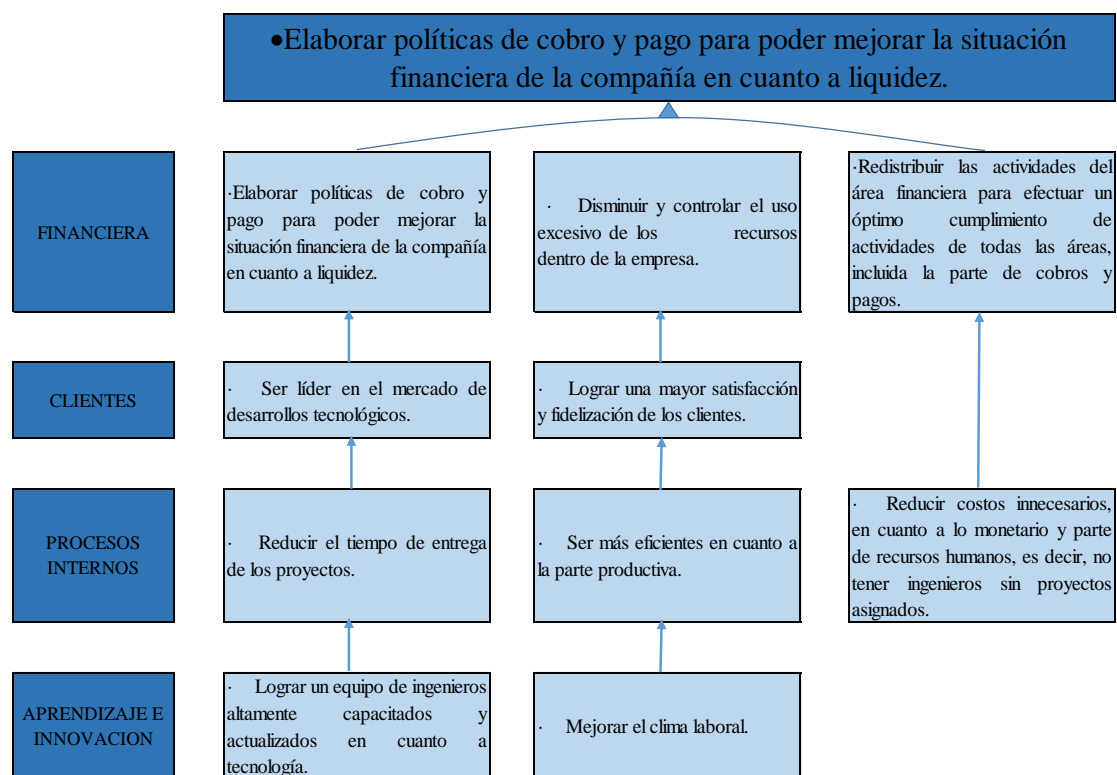 •Elaborar políticas de cobro y pago para poder mejorar la situación
financiera de la compañía en cuanto a liquidez.
FINANCIERA
·Elaborar políticas de cobro y
pago para poder mejorar la
situación financiera de la compañía
en cuanto a liquidez.
· Disminuir y controlar el uso
excesivo de los recursos
dentro de la empresa.
·Redistribuir las actividades del
área financiera para efectuar un
óptimo cumplimiento de
actividades de todas las áreas,
incluida la parte de cobros y
pagos.
CLIENTES
· Ser líder en el mercado de
desarrollos tecnológicos.
· Lograr una mayor satisfacción
y fidelización de los clientes.
PROCESOS
INTERNOS
· Reducir el tiempo de entrega
de los proyectos.
· Ser más eficientes en cuanto a
la parte productiva.
· Reducir costos innecesarios,
en cuanto a lo monetario y parte
de recursos humanos, es decir, no
tener ingenieros sin proyectos
asignados.
APRENDIZAJE E
INNOVACION
· Lograr un equipo de ingenieros
altamente capacitados y
actualizados en cuanto a
tecnología.
· Mejorar el clima laboral.